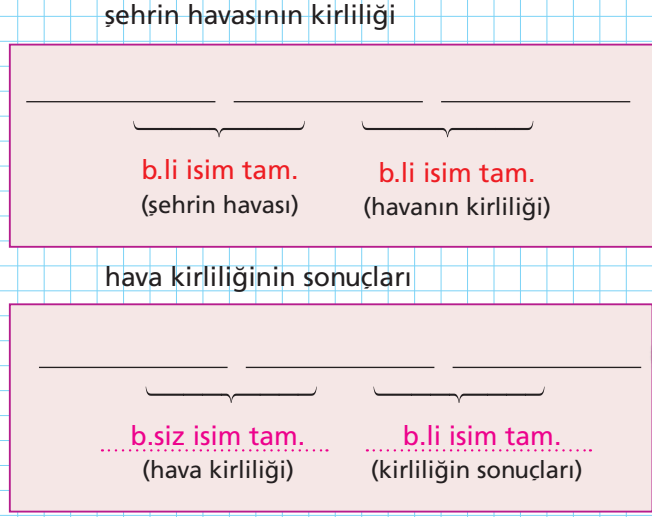 şehrin havasının kirliliği
b.li isim tam. b.li isim tam.
(şehrin havası) (havanın kirliliği)
hava kirliliğinin sonuçları
b.siz isim tam. b.li isim tam.
(hava kirliliği) (kirliliğin sonuçları)